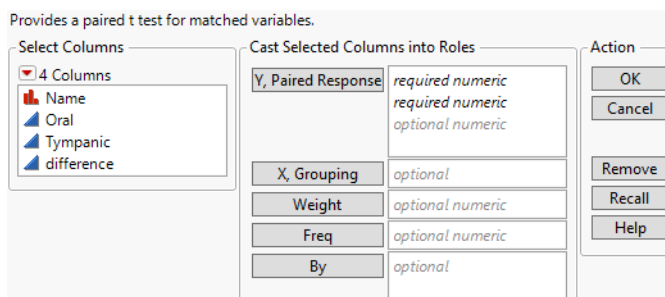 Provides a paired t test for matched variables.
Select Columns
4 Columns
Name
Oral
Tympanic
difference
Cast Selected Columns into Roles
Y, Paired Response
required numeric
required numeric
optional numeric
X, Grouping
optional
Weight
optional numeric
Freq
optional numeric
By
optional
Action
OK
Cancel
Remove
Recall
Help